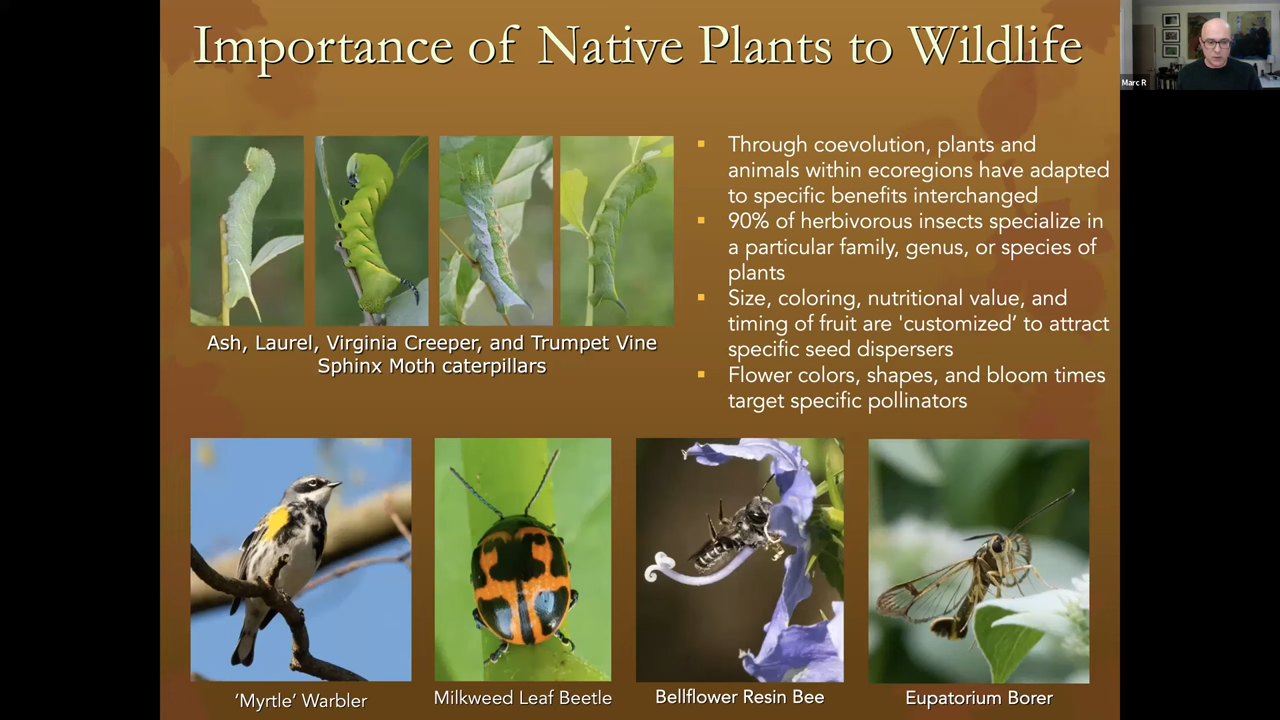 Importance of Native Plants to Wildlife
Marc R
Through coevolution, plants and
animals within ecoregions have adapted
to specific benefits interchanged
90% of herbivorous insects specialize in
a particular family, genus, or species of
plants
Size, coloring, nutritional value, and
timing of fruit are 'customized’ to attract
specific seed dispersers
Flower colors, shapes, and bloom times
target specific pollinators
Ash, Laurel, Virginia Creeper, and Trumpet Vine
Sphinx Moth caterpillars
‘Myrtle’ Warbler
Milkweed Leaf Beetle
Bellflower Resin Bee
Eupatorium Borer